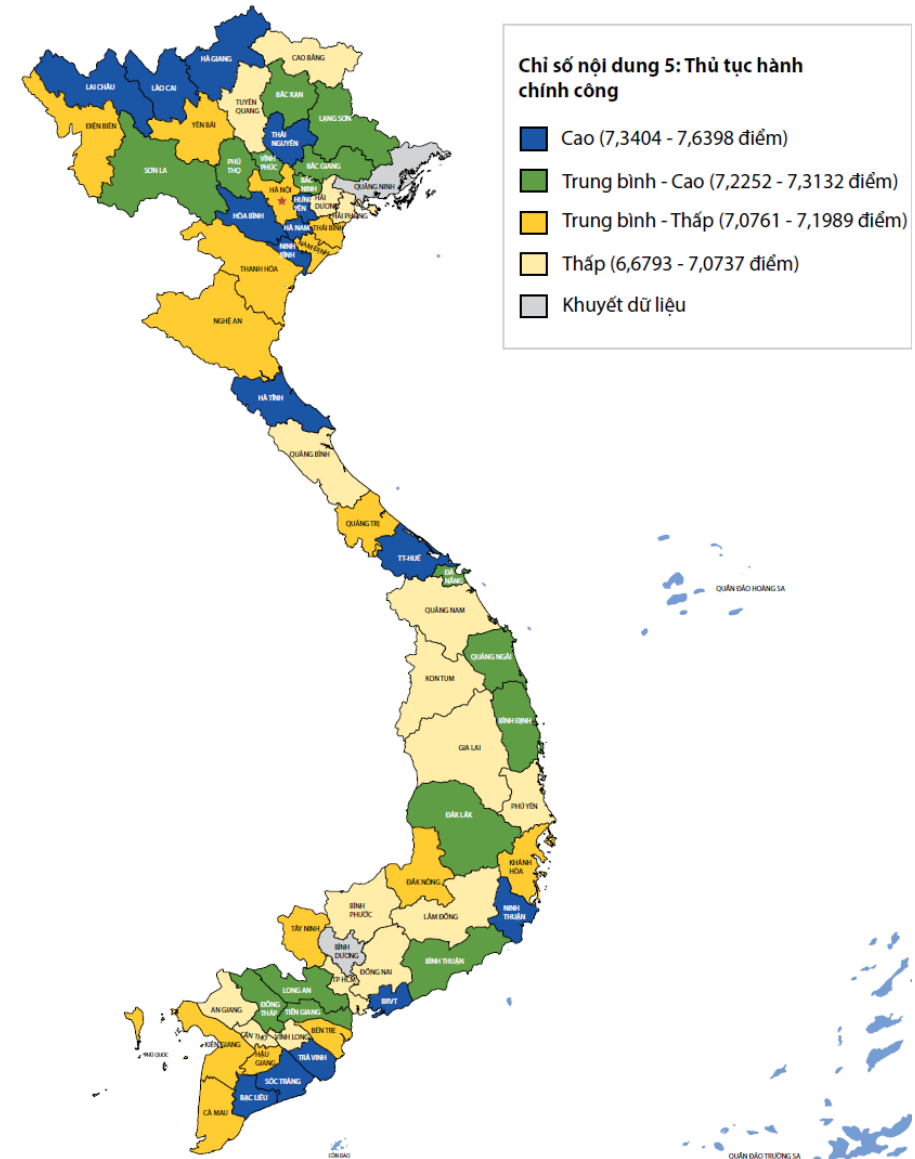 Chỉ số nội dung 5: Thủ tục hành
chính công
Cao (7,3404 - 7,6398 điểm)
Trung bình - Cao (7,2252 - 7,3132 điểm)
Trung bình - Thấp (7,0761 - 7,1989 điểm)
Thấp (6,6793 - 7,0737 điểm)
Khuyết dữ liệu
HÀ GIANG
CAO BẰNG
LAI CHÂU
LÀO CAI
BẮC KẠN
TUYÊN
QUANG
LẠNG SƠN
ĐIỆN BIÊN
YÊN BÁI
THÁI
NGUYÊN
SƠN LA
PHÚ
THỌ
VĨNH
PHÚC
BẮC GIANG
QUẢNG NINH
HÀ NỘI
BẮC
NINH
HẢI
DƯƠNG
HƯNG
YÊN
HẢI PHÒNG
HÒA BÌNH
HÀ NAM
THÁI BÌNH
NINH
BÌNH
NAM ĐỊNH
THANH HÓA
NGHỆ AN
HÀ TĨNH
QUẢNG BÌNH
QUẢNG TRỊ
TT-HUẾ
ĐÀ
NẴNG
QUẦN ĐẢO HOÀNG SA
QUẢNG NAM
QUẢNG NGÃI
KON TUM
BÌNH ĐỊNH
GIA LAI
PHÚ YÊN
ĐĂK LĂK
KHÁNH
HÒA
ĐĂK NÔNG
BÌNH
PHƯỚC
NINH
THUẬN
LÂM ĐỒNG
TÂY NINH
BÌNH
DƯƠNG
BÌNH THUẬN
ĐỒNG NAI
TP HCM
LONG AN
BRVT
AN GIANG
ĐỒNG
THÁP
TIỀN GIANG
BẾN TRE
CẦN THƠ
VĨNH LONG
KIÊN GIANG
PHÚ QUỐC
HẬU
GIANG
TRÀ VINH
SÓC TRĂNG
BẠC LIÊU
CÀ MAU
CÔN ĐẢO
QUẦN ĐẢO TRƯỜNG SA